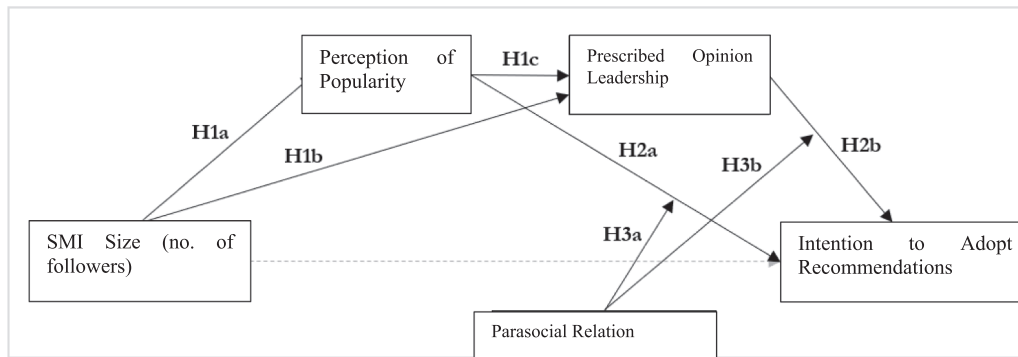 Perception of
Popularity
H1c
Prescribed Opinion
Leadership
H1a
H1b
H2a
H3b
H2b
SMI Size (no. of
followers)
H3a
Intention to Adopt
Recommendations
Parasocial Relation